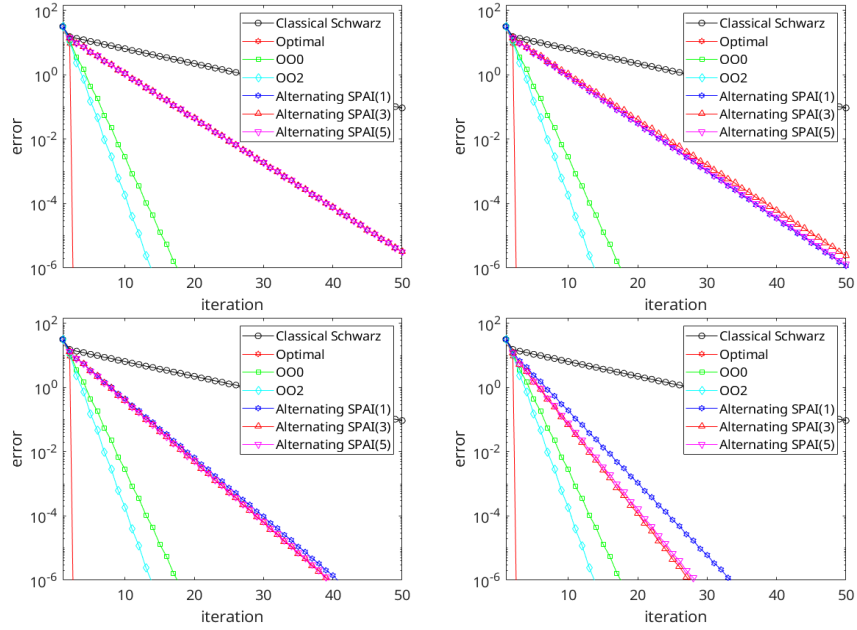 10^2
10^0
10^-2
10^-4
10^-6
error
10
20
30
40
50
iteration
Classical Schwarz
Optimal
OO0
OO2
Alternating SPAI(1)
Alternating SPAI(3)
Alternating SPAI(5)
10^2
10^0
10^-2
10^-4
10^-6
error
10
20
30
40
50
iteration
Classical Schwarz
Optimal
OO0
OO2
Alternating SPAI(1)
Alternating SPAI(3)
Alternating SPAI(5)
10^2
10^0
10^-2
10^-4
10^-6
error
10
20
30
40
50
iteration
Classical Schwarz
Optimal
OO0
OO2
Alternating SPAI(1)
Alternating SPAI(3)
Alternating SPAI(5)
10^2
10^0
10^-2
10^-4
10^-6
error
10
20
30
40
50
iteration
Classical Schwarz
Optimal
OO0
OO2
Alternating SPAI(1)
Alternating SPAI(3)
Alternating SPAI(5)